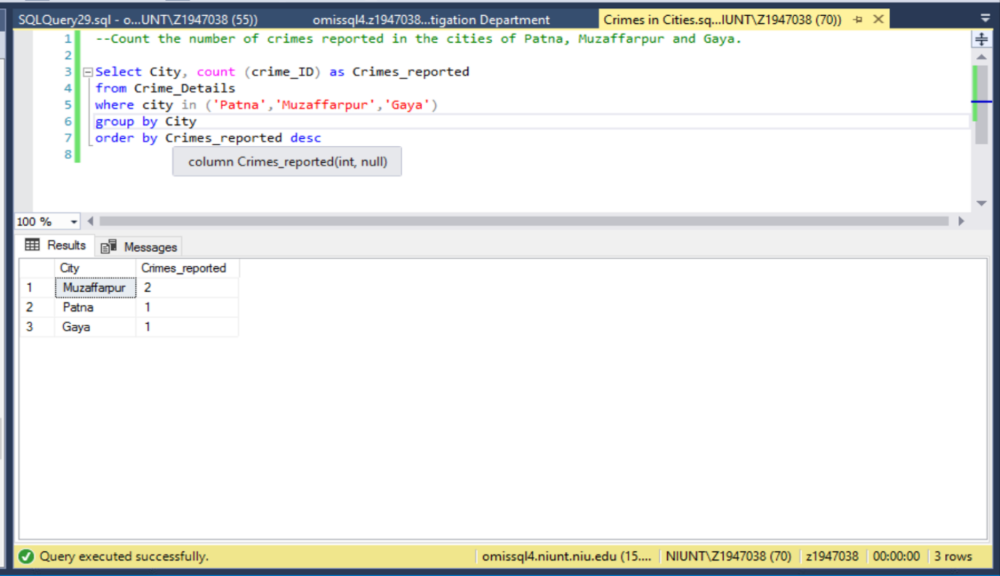 SQLQuery29.sql - o...UNT\Z1947038 (55)) omissql4.z1947038...tigation Department Crimes in Cities.sq...IUNT\Z1947038 (70))
1 --Count the number of crimes reported in the cities of Patna, Muzaffarpur and Gaya.
2
3 Select City, count (crime_ID) as Crimes_reported
4 from Crime_Details
5 where city in ('Patna','Muzaffarpur','Gaya')
6 group by City
7 order by Crimes_reported desc
8
column Crimes_reported(int, null)
100 %
Results Messages
City Crimes_reported
1 Muzaffarpur 2
2 Patna 1
3 Gaya 1
Query executed successfully. omissql4.niunt.niu.edu (15.... NIUNT\Z1947038 (70) z1947038 00:00:00 3 rows